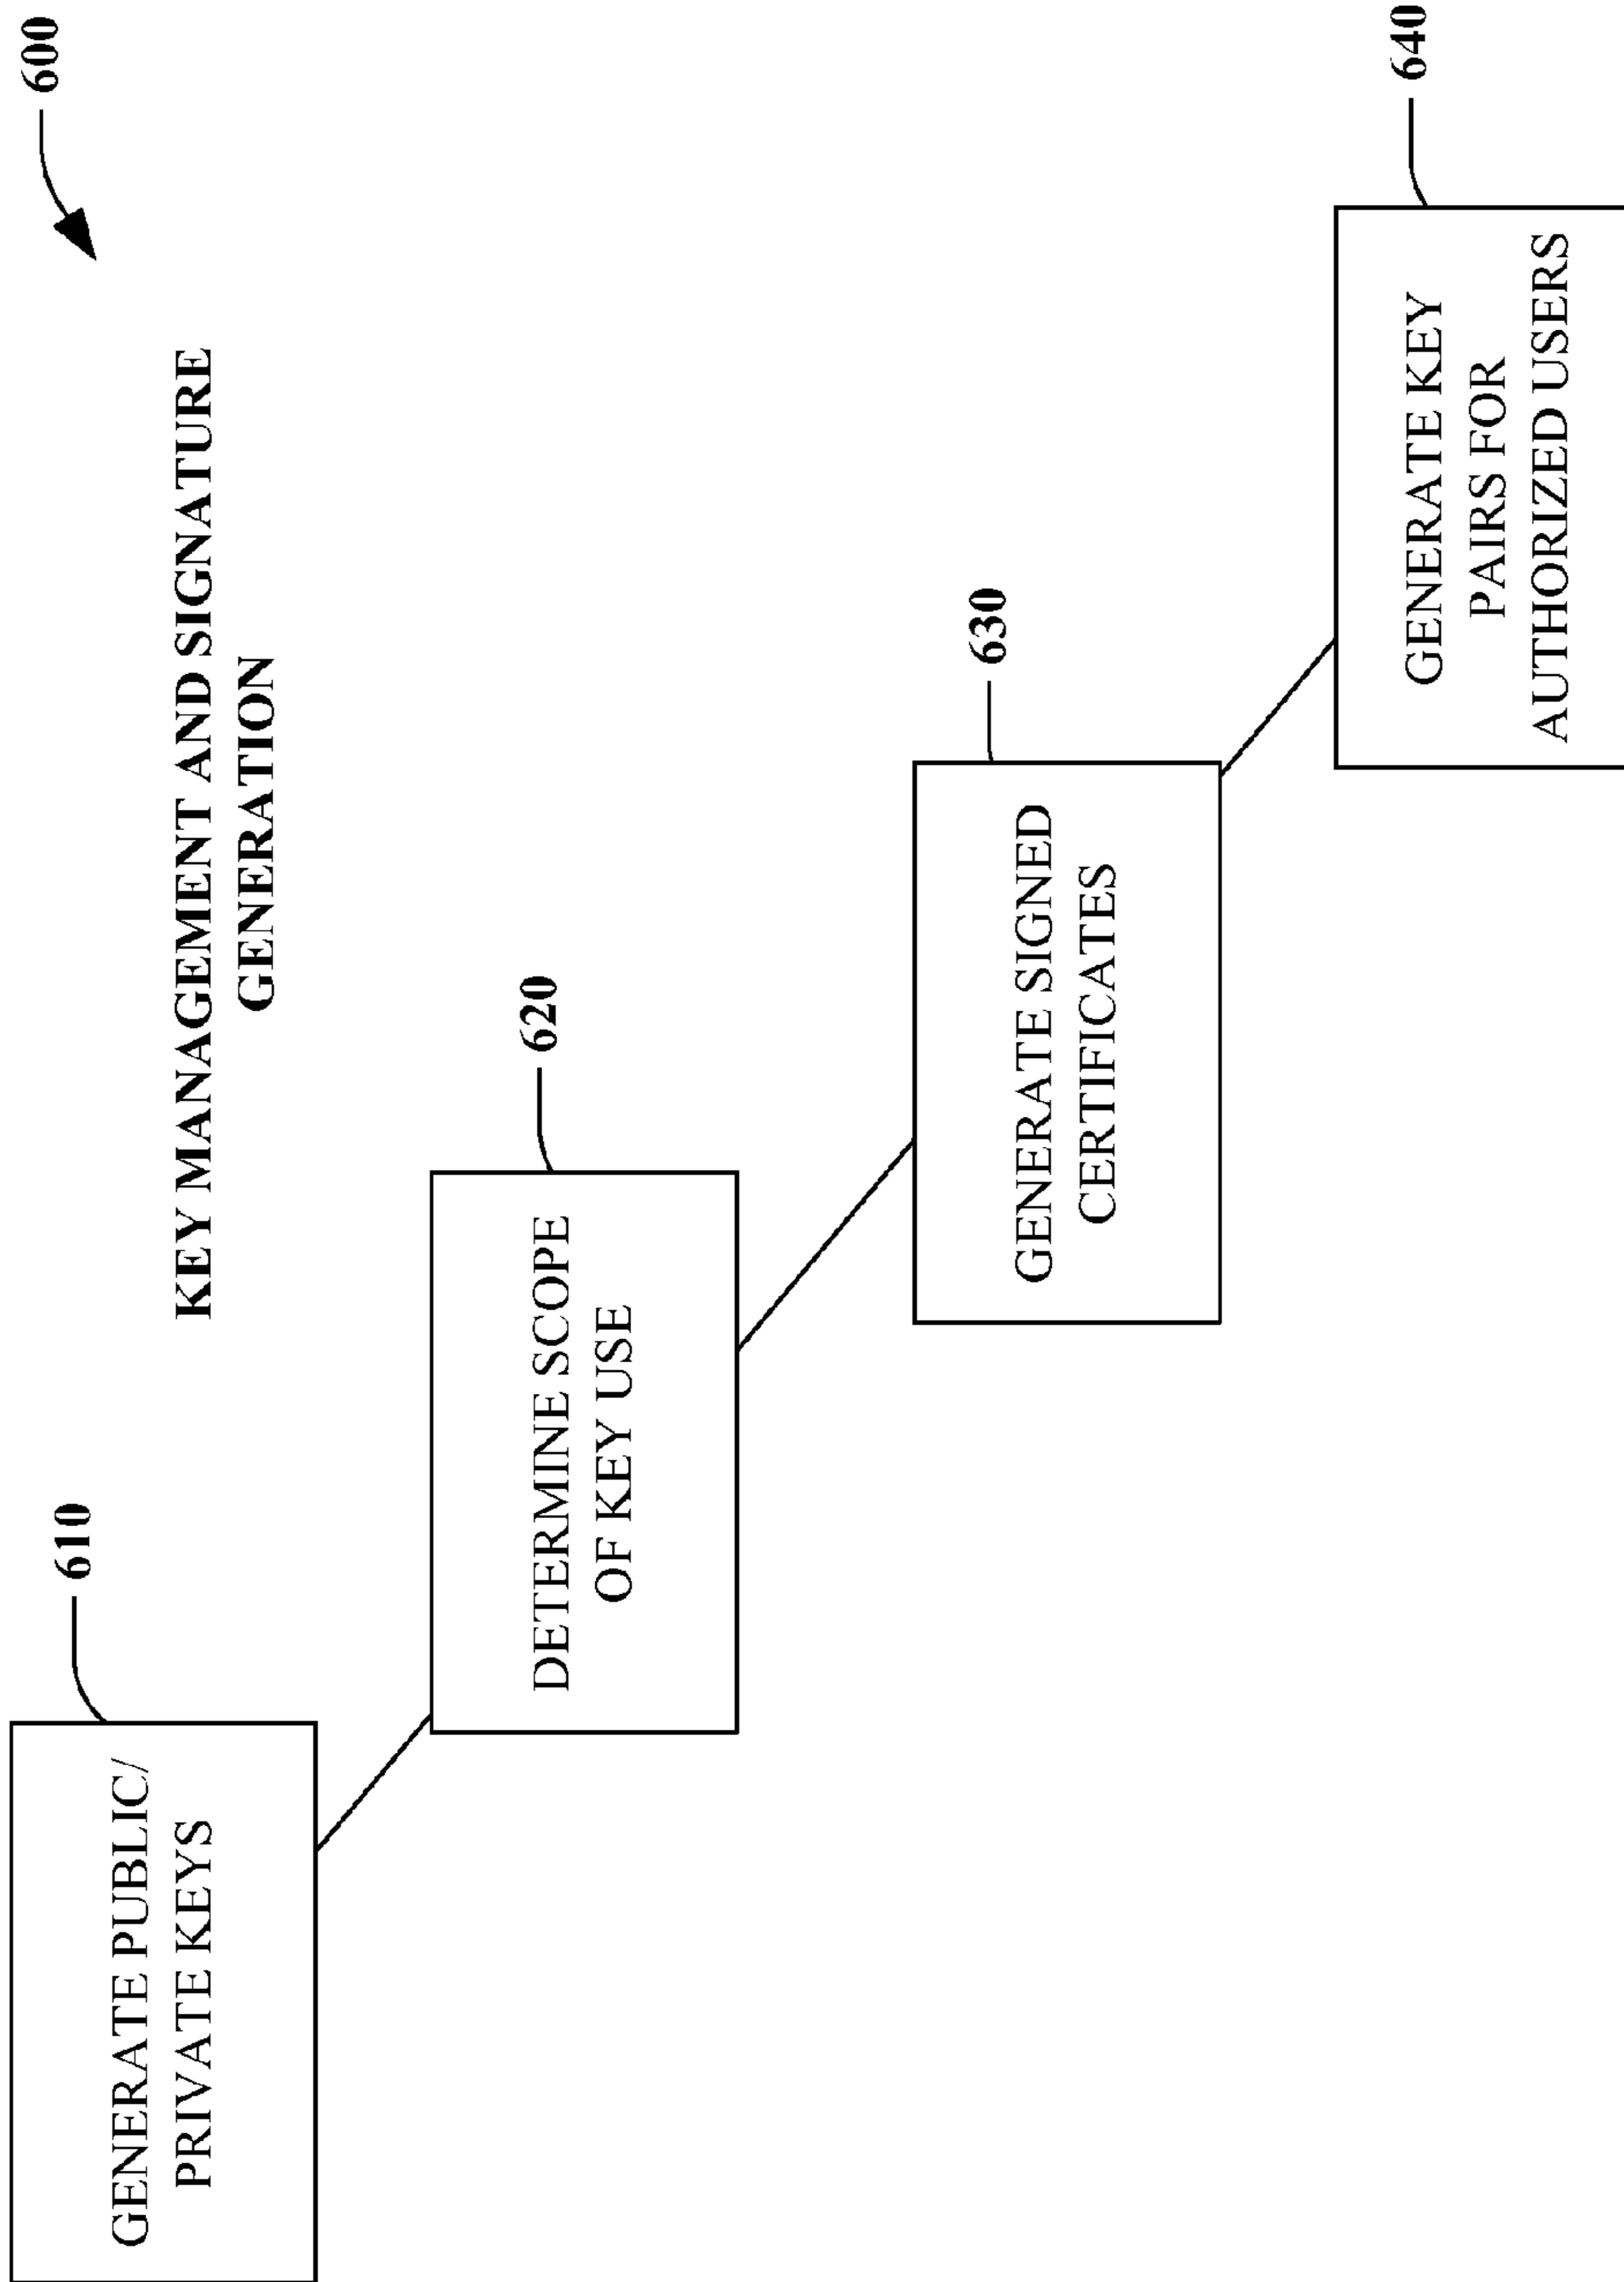 600
KEY MANAGEMENT AND SIGNATURE
GENERATION
610
GENERATE PUBLIC/
PRIVATE KEYS
620
DETERMINE SCOPE
OF KEY USE
630
GENERATE SIGNED
CERTIFICATES
640
GENERATE KEY
PAIRS FOR
AUTHORIZED USERS